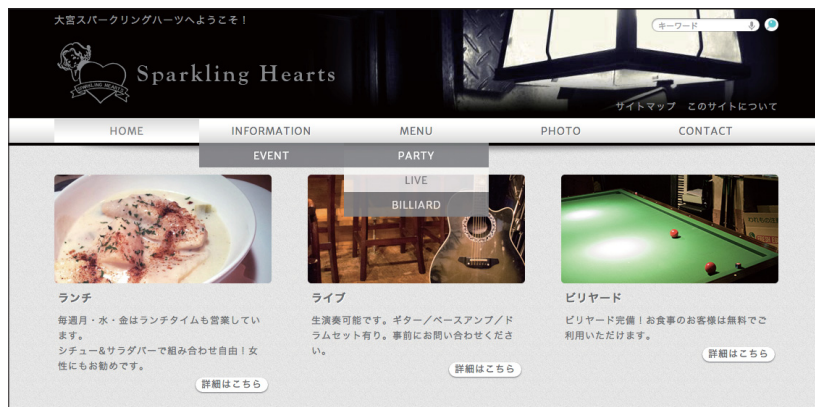 大宮スパークリングハーツへようこそ！
キーワード
SPARKLING HEARTS
Sparkling Hearts
サイトマップ　このサイトについて
HOME
INFORMATION
MENU
PHOTO
CONTACT
EVENT
PARTY
LIVE
BILLIARD
ランチ
毎週月・水・金はランチタイムも営業してい
ます。
シチュー&サラダバーで組み合わせ自由！女
性にもお勧めです。
詳細はこちら
ライブ
生演奏可能です。ギター／ベースアンプ／ド
ラムセット有り。事前にお問い合わせくださ
い。
詳細はこちら
ビリヤード
ビリヤード完備！お食事のお客様は無料でご
利用いただけます。
詳細はこちら